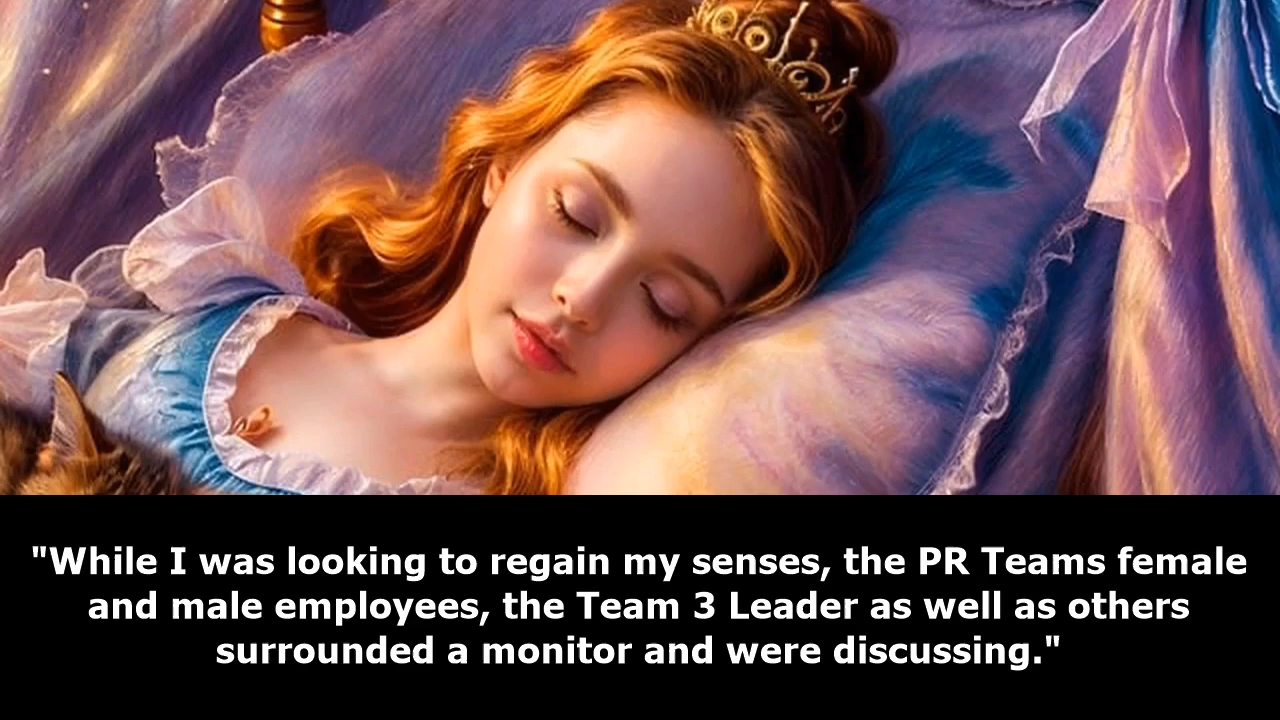 "While I was looking to regain my senses, the PR Teams female
and male employees, the Team 3 Leader as well as others
surrounded a monitor and were discussing."